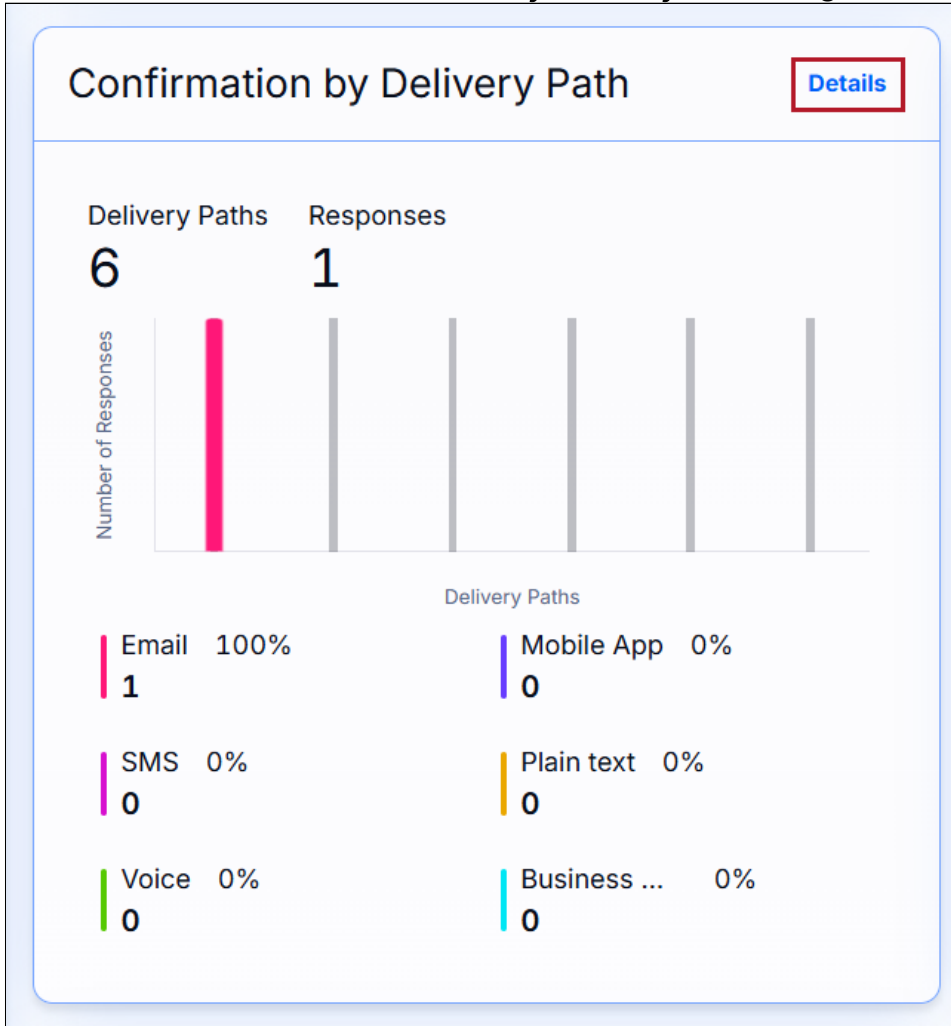 Confirmation by Delivery Path
Details
Delivery Paths
Responses
6
1
Number of Responses
Delivery Paths
Email 100%
1
Mobile App 0%
0
SMS 0%
0
Plain text 0%
0
Voice 0%
0
Business ... 0%
0